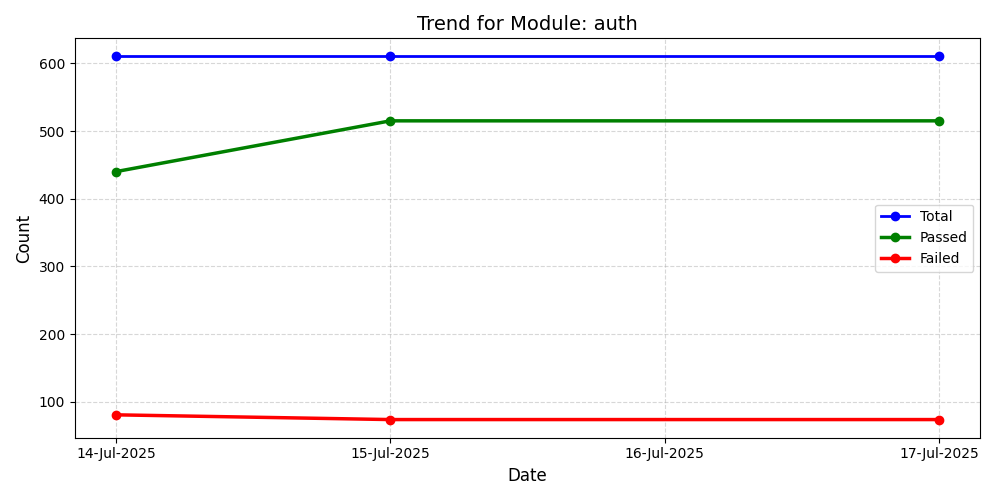 Trend for Module: auth
600
500
400
300
200
100
Count
Total
Passed
Failed
14-Jul-2025 15-Jul-2025 16-Jul-2025 17-Jul-2025
Date